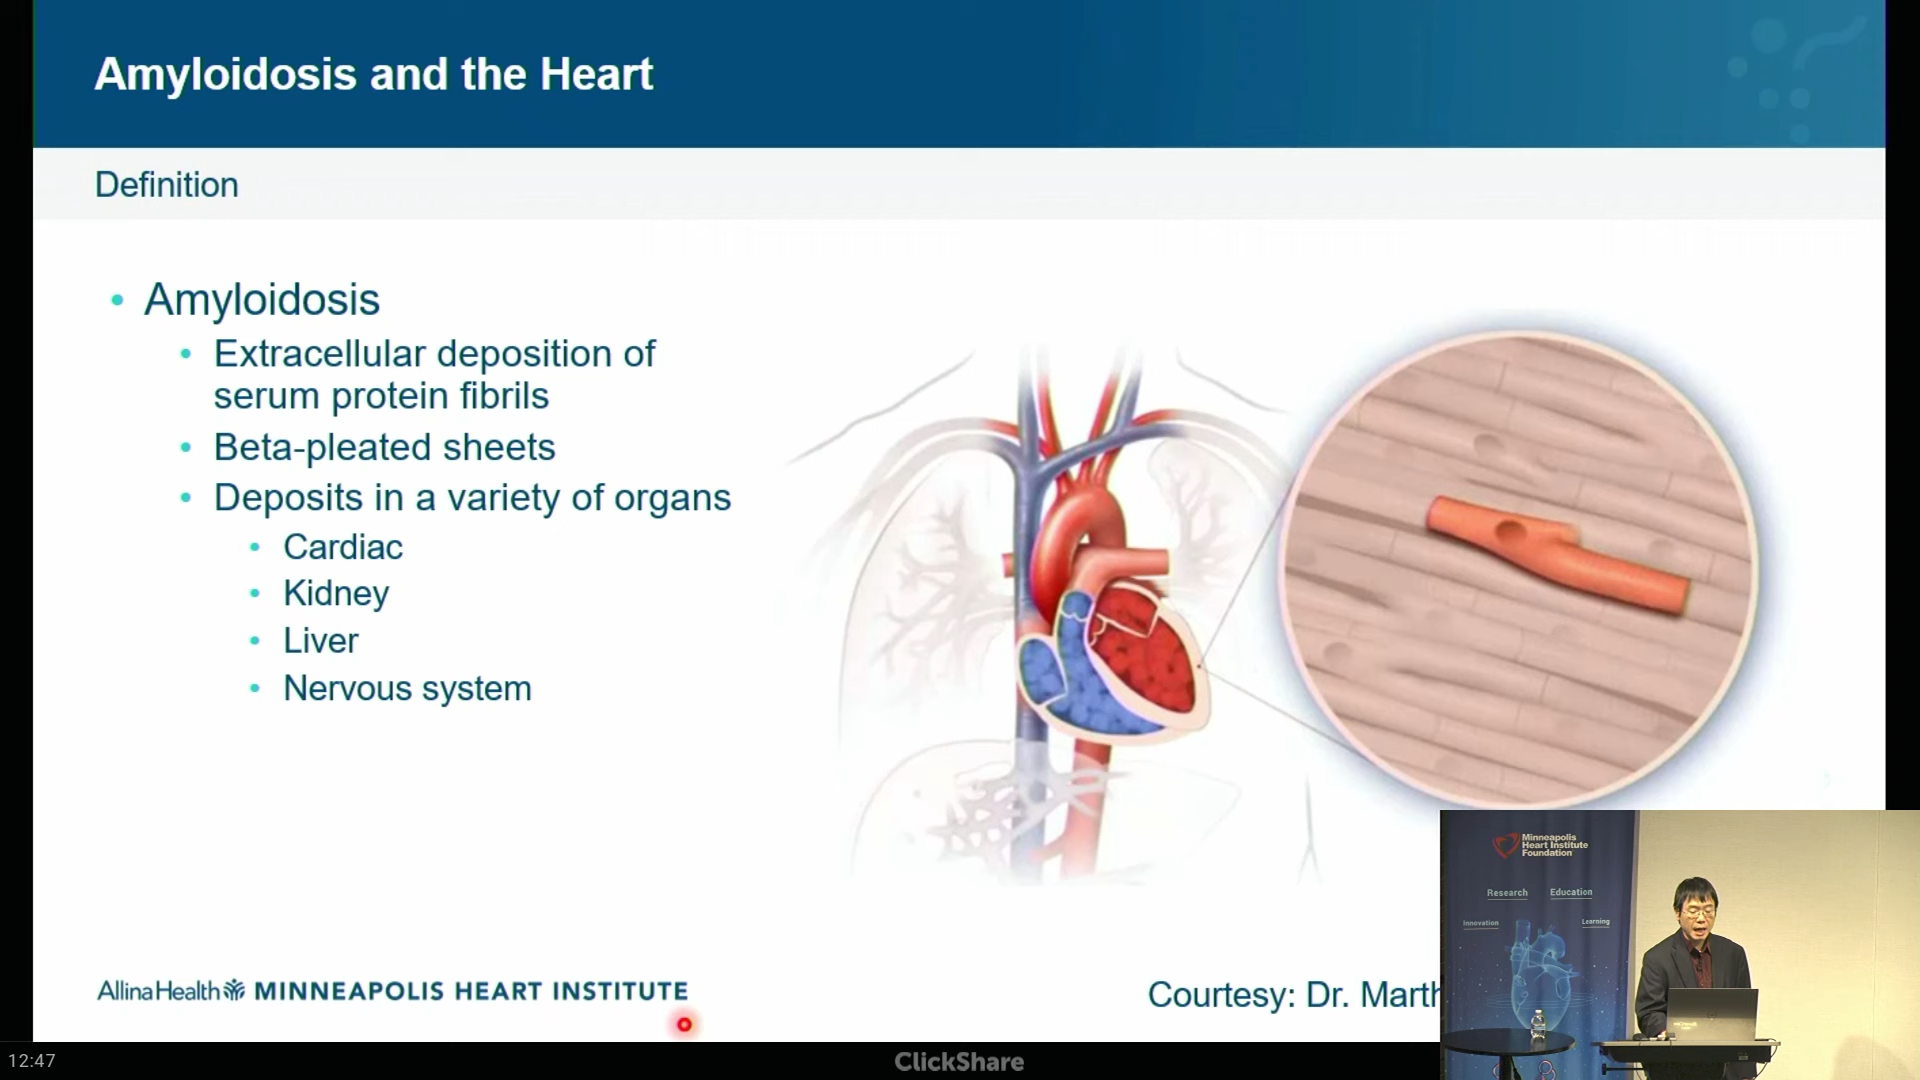 Amyloidosis and the Heart
Definition
• Amyloidosis
• Extracellular deposition of
serum protein fibrils
• Beta-pleated sheets
• Deposits in a variety of organs
• Cardiac
• Kidney
• Liver
• Nervous system
AllinaHealth MINNEAPOLIS HEART INSTITUTE
Courtesy: Dr. Marth
Minneapolis
Heart Institute
Foundation
Research Education
Innovation Learning
12:47
ClickShare